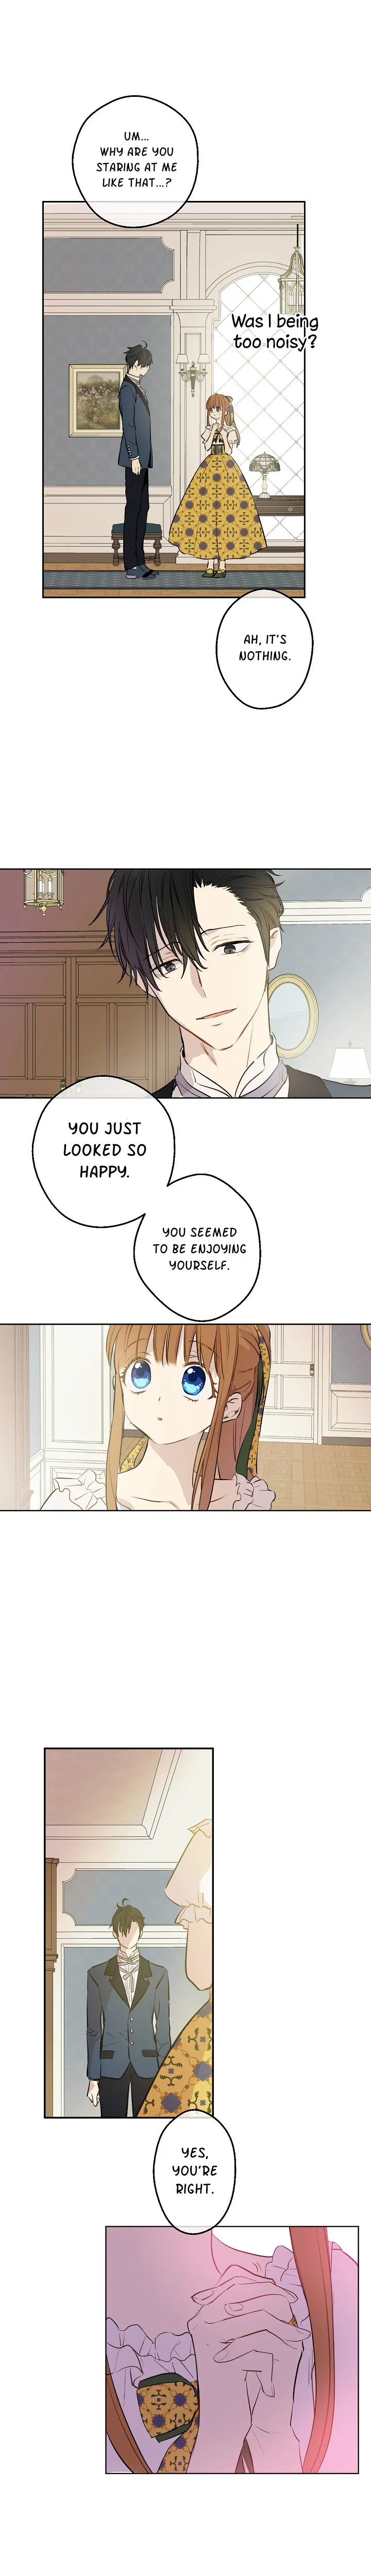 UM...
WHY ARE YOU
STARING AT ME
LIKE THAT...?
Was I being
too noisy?
AH, IT'S
NOTHING.
YOU JUST
LOOKED SO
HAPPY.
YOU SEEMED
TO BE ENJOYING
YOURSELF.
YES,
YOU'RE
RIGHT.